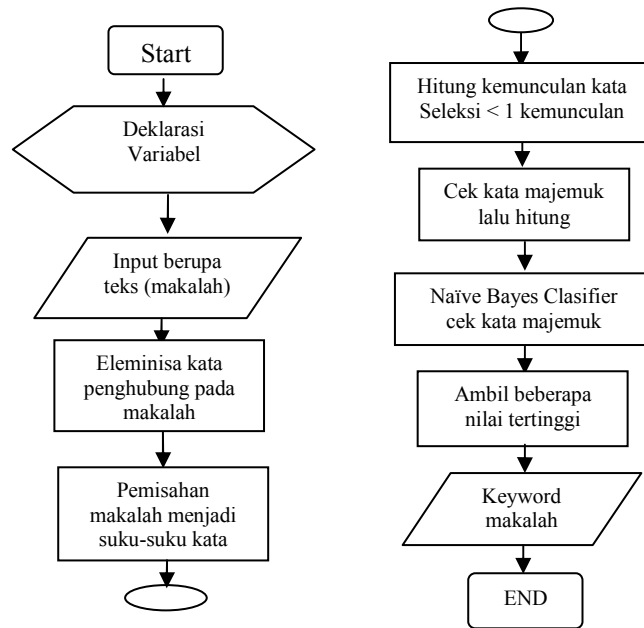 Start
Deklarasi
Variabel
Input berupa
teks (makalah)
Eleminisa kata
penghubung pada
makalah
Pemisahan
makalah menjadi
suku-suku kata
Hitung kemunculan kata
Seleksi < 1 kemunculan
Cek kata majemuk
lalu hitung
Naïve Bayes Clasifier
cek kata majemuk
Ambil beberapa
nilai tertinggi
Keyword
makalah
END